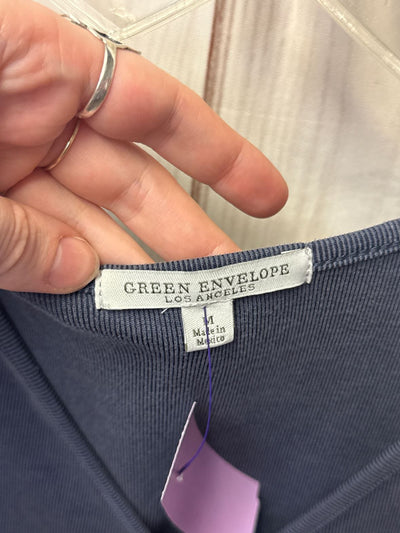 GREEN ENVELOPE
LOS ANGELES
M
Made in
Mexico